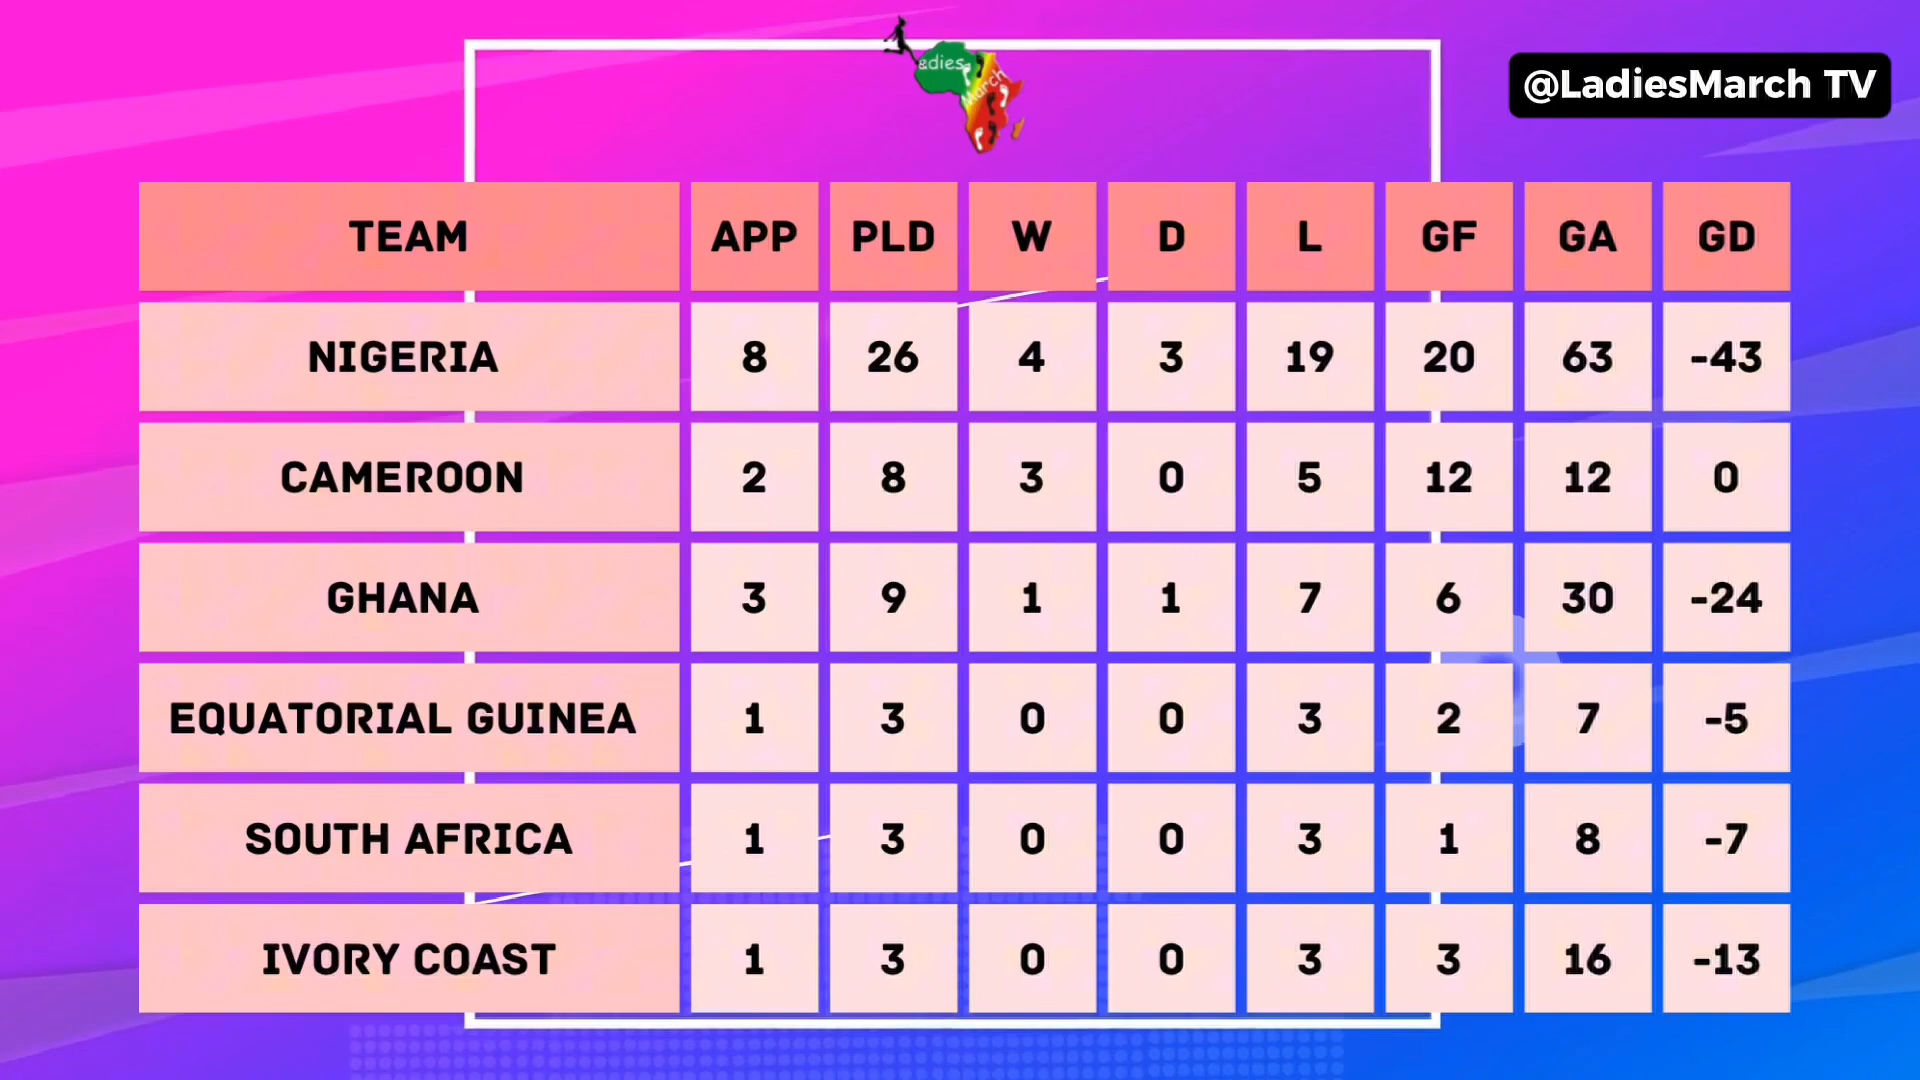 &dies
March
@LadiesMarch TV
TEAM APP PLD W D L GF GA GD
NIGERIA 8 26 4 3 19 20 63 -43
CAMEROON 2 8 3 0 5 12 12 0
GHANA 3 9 1 1 7 6 30 -24
EQUATORIAL GUINEA 1 3 0 0 3 2 7 -5
SOUTH AFRICA 1 3 0 0 3 1 8 -7
IVORY COAST 1 3 0 0 3 3 16 -13